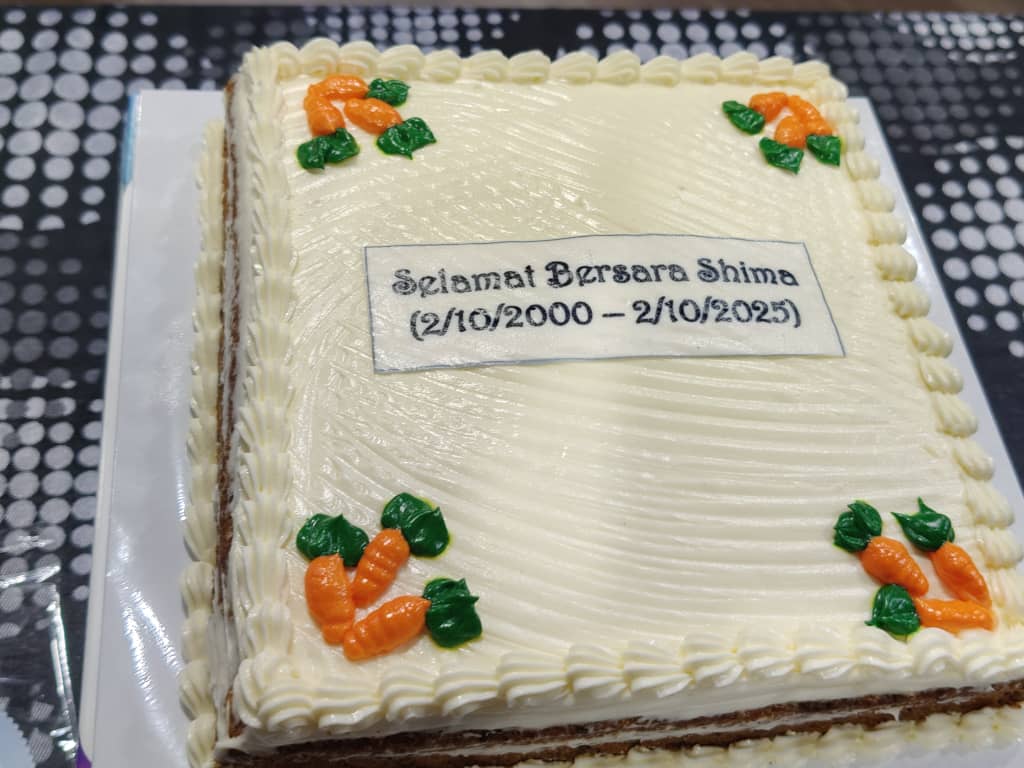 Selamat Bersara Shima
(2/10/2000 – 2/10/2025)